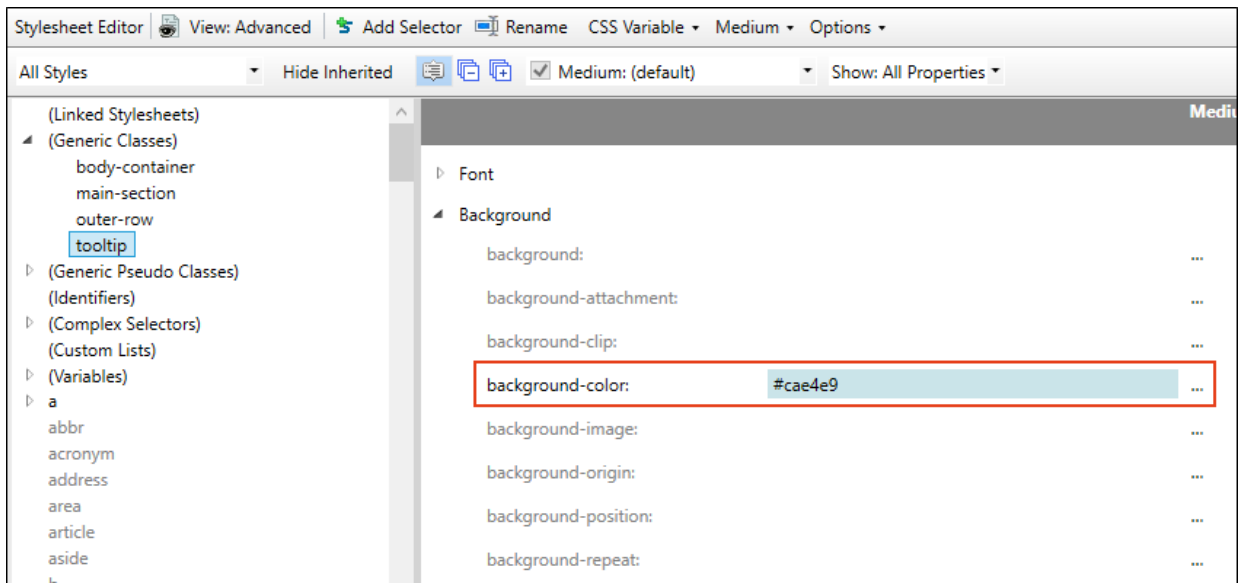 Stylesheet Editor View: Advanced Add Selector Rename CSS Variable Medium Options
All Styles Hide Inherited Medium: (default) Show: All Properties
(Linked Stylesheets)
(Generic Classes)
body-container
main-section
outer-row
tooltip
(Generic Pseudo Classes)
(Identifiers)
(Complex Selectors)
(Custom Lists)
(Variables)
a
abbr
acronym
address
area
article
aside
Font
Background
background: ...
background-attachment: ...
background-clip: ...
background-color: #cae4e9 ...
background-image: ...
background-origin: ...
background-position: ...
background-repeat: ...